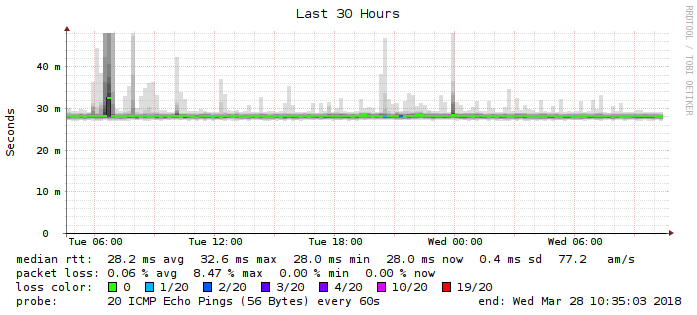 Last 30 Hours
RRDTOOL / TOBI OETIKER
Seconds
40 m
30 m
20 m
10 m
0
Tue 06:00 Tue 12:00 Tue 18:00 Wed 00:00 Wed 06:00
median rtt: 28.2 ms avg 32.6 ms max 28.0 ms min 28.0 ms now 0.4 ms sd 77.2 am/s
packet loss: 0.06 % avg 8.47 % max 0.00 % min 0.00 % now
loss color: 0 1/20 2/20 3/20 4/20 10/20 19/20
probe: 20 ICMP Echo Pings (56 Bytes) every 60s end: Wed Mar 28 10:35:03 2018